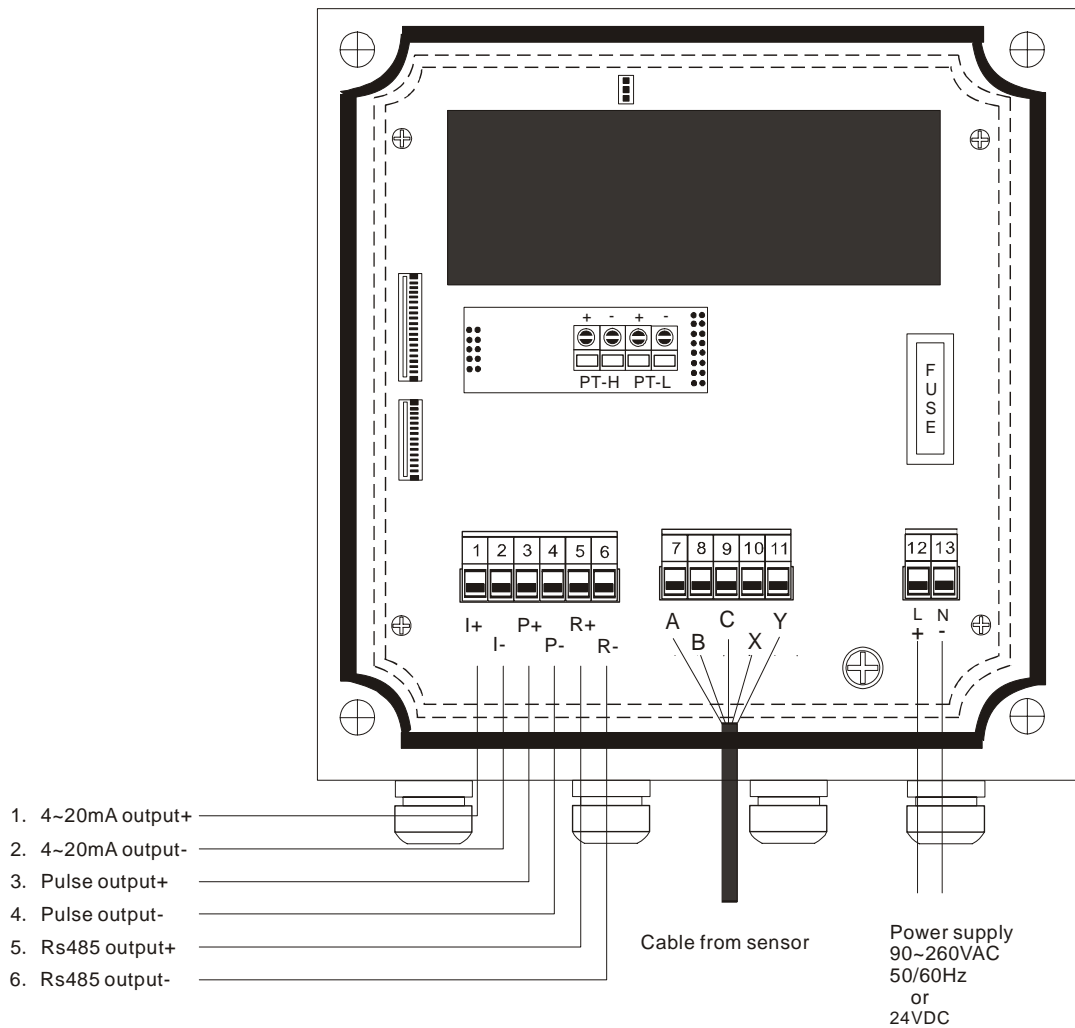 + - + -
PT-H PT-L
FUSE
1 2 3 4 5 6
7 8 9 10 11
12 13
I+ P+ R+
I- P- R-
A C Y
B X
L N
+ -
1. 4~20mA output+
2. 4~20mA output-
3. Pulse output+
4. Pulse output-
5. Rs485 output+
6. Rs485 output-
Cable from sensor
Power supply
90~260VAC
50/60Hz
or
24VDC